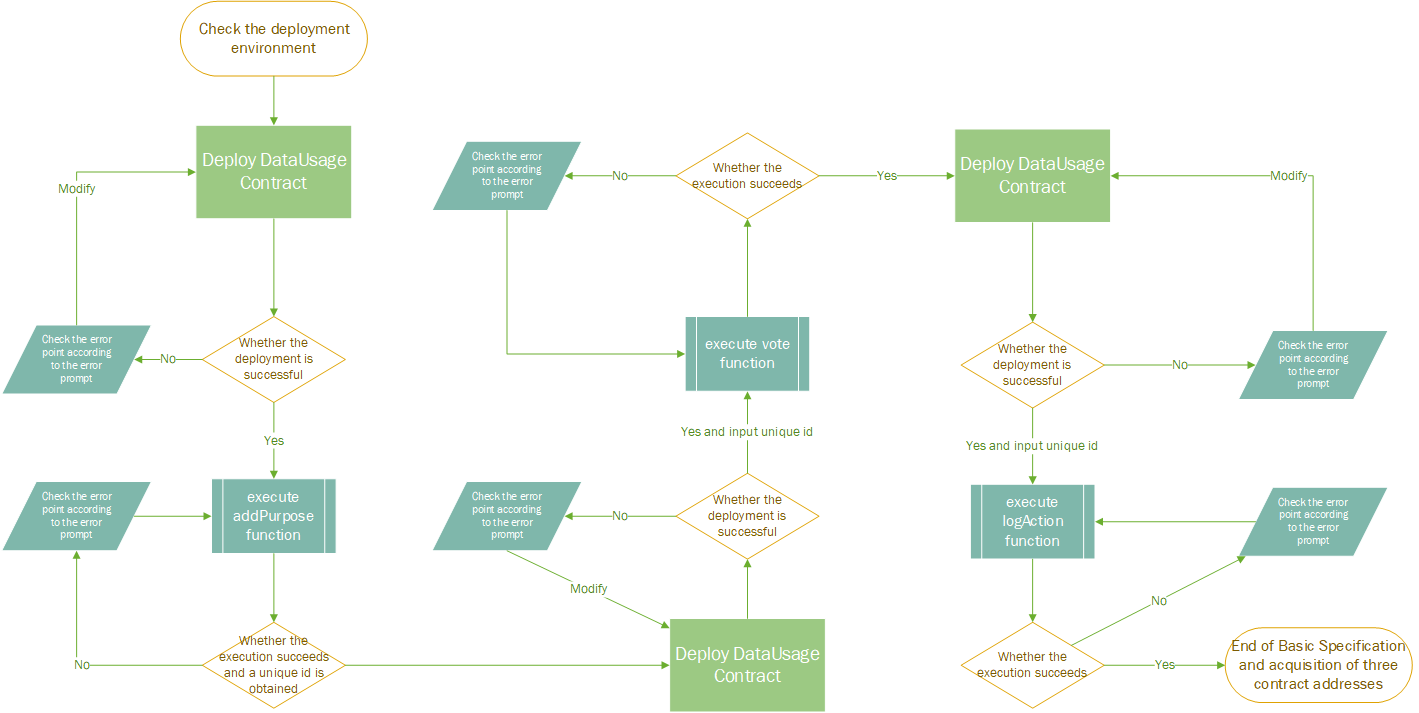 Check the deployment
environment
Deploy DataUsage
Contract
Modify
Whether the
deployment is
successful
No
Check the error
point according
to the error
prompt
Yes
execute
addPurpose
function
Check the error
point according
to the error
prompt
Whether the
execution succeeds
and a unique id is
obtained
No
Deploy DataUsage
Contract
Modify
Check the error
point according
to the error
prompt
No
Whether the
deployment is
successful
Yes and input unique id
execute vote
function
Check the error
point according
to the error
prompt
No
Whether the
execution succeeds
Yes
Deploy DataUsage
Contract
Modify
Whether the
deployment is
successful
No
Check the error
point according
to the error
prompt
Yes and input unique id
execute
logAction
function
Check the error
point according
to the error
prompt
No
Whether the
execution succeeds
Yes
End of Basic Specification
and acquisition of three
contract addresses